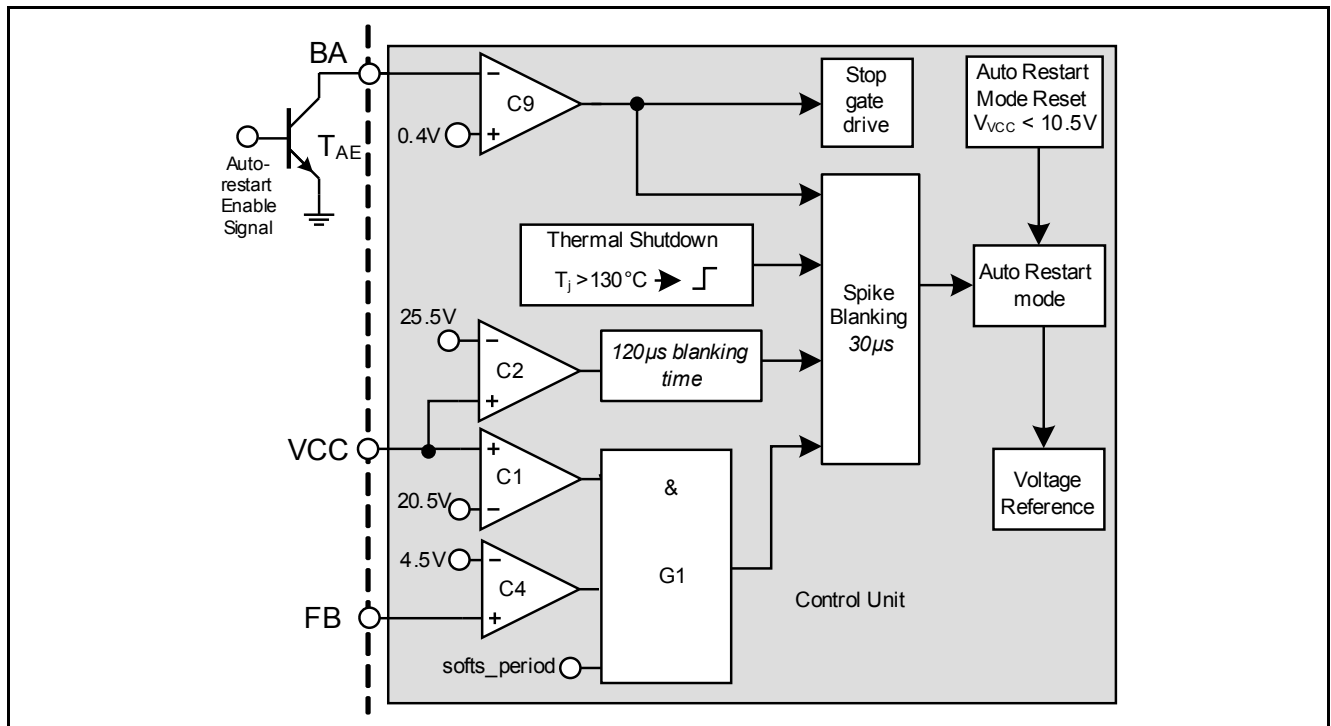 BA
−
C9
+
0.4V
TAE
Auto-
restart
Enable
Signal
Stop
gate
drive
Auto Restart
Mode Reset
VVCC < 10.5V
Thermal Shutdown
Tj >130°C
Spike
Blanking
30µs
Auto Restart
mode
25.5V
−
C2
+
120µs blanking
time
VCC
+
C1
−
20.5V
&
G1
Voltage
Reference
4.5V
−
C4
+
FB
softs_period
Control Unit